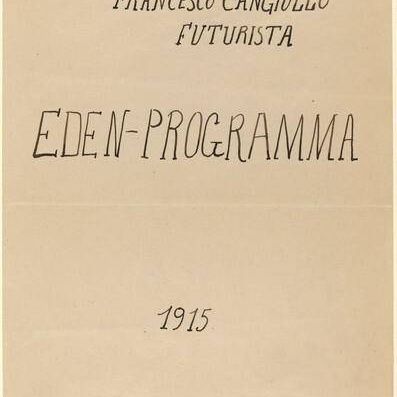 FRANCESCO CANGIULLO
FUTURISTA
EDEN-PROGRAMMA
1915